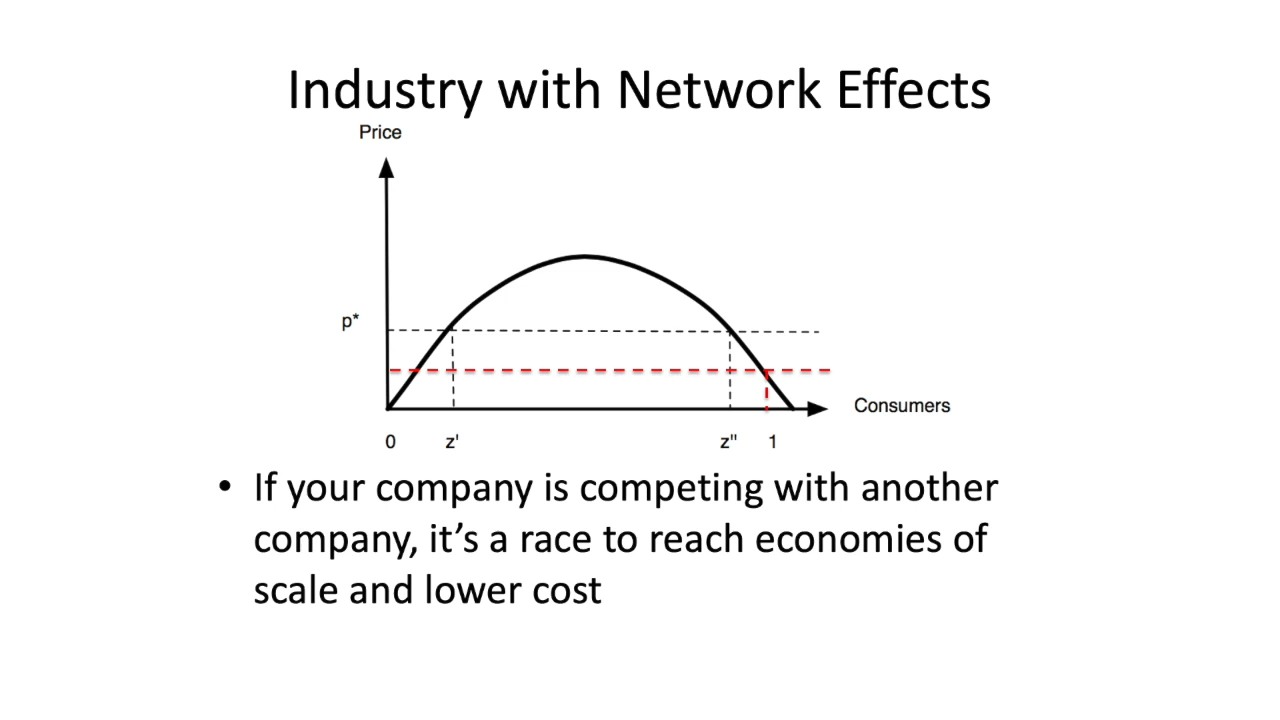 Industry with Network Effects
Price
p*
Consumers
0 z' z'' 1
• If your company is competing with another
company, it’s a race to reach economies of
scale and lower cost